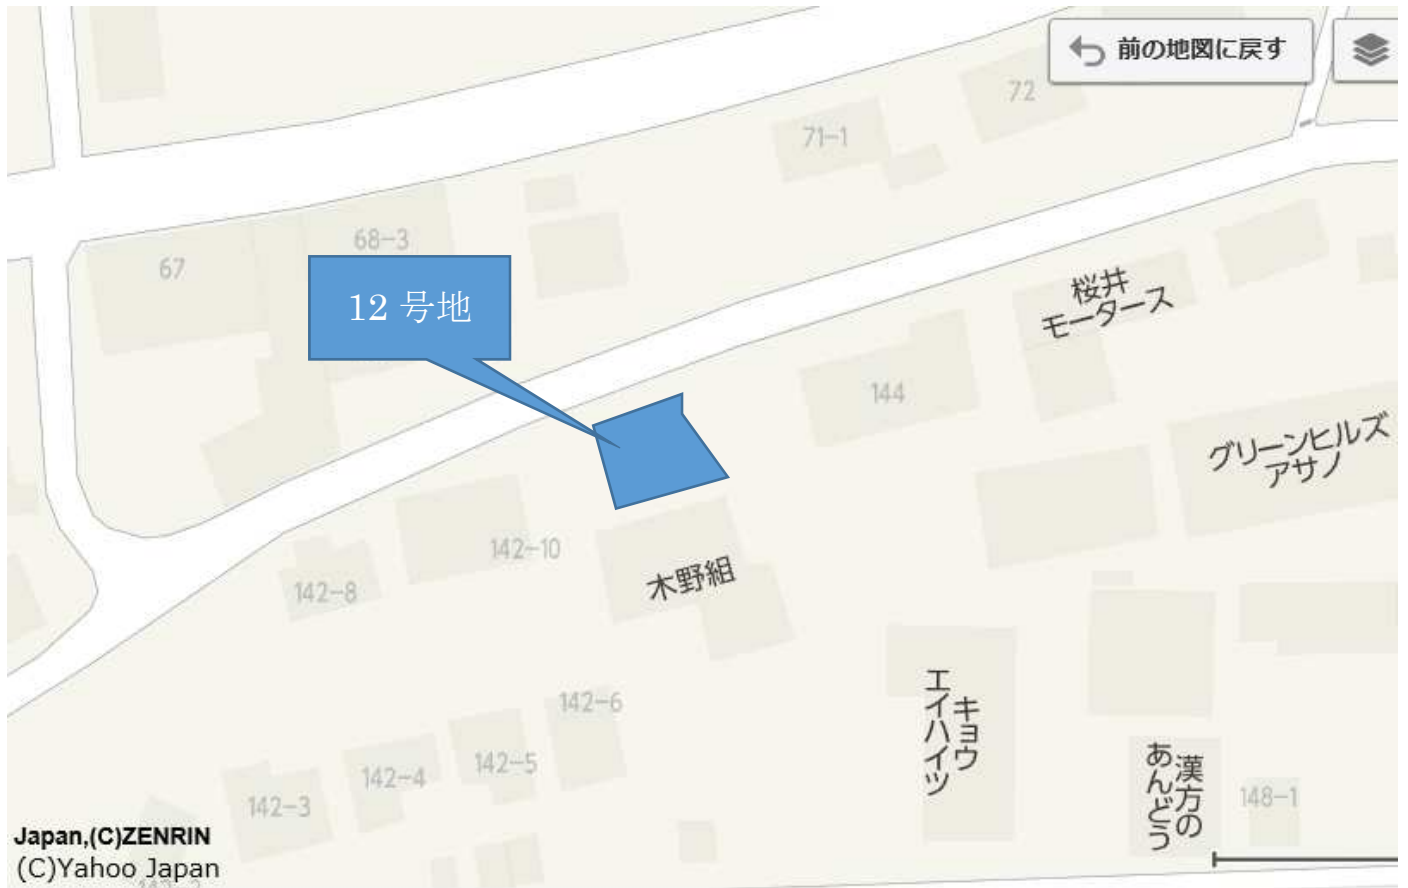 前の地図に戻す
72
71-1
68-3
67
12 号地
桜井
モータース
144
グリーンヒルズ
アサノ
142-10
木野組
142-8
142-6
キョウ
エイハイツ
142-5
漢方の
あんどう
142-4
148-1
142-3
Japan,(C)ZENRIN
(C)Yahoo Japan